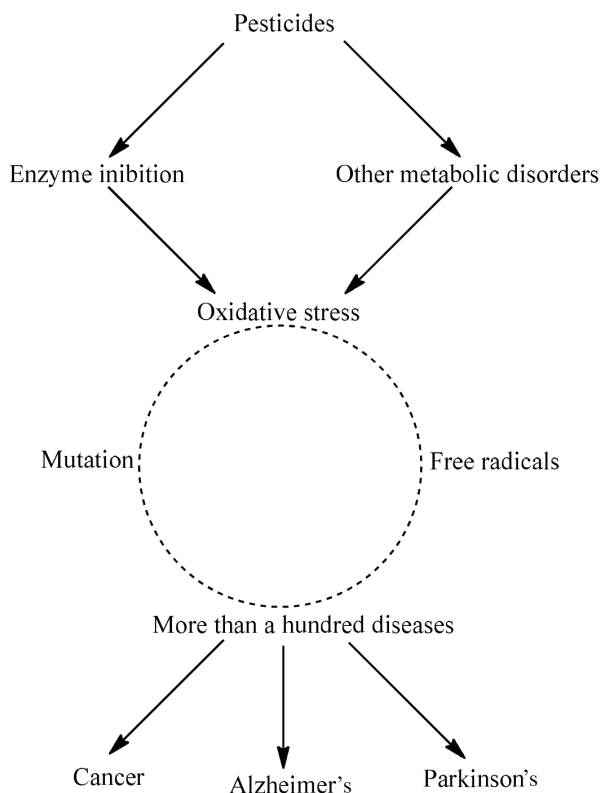 Pesticides
Enzyme inibition
Other metabolic disorders
Oxidative stress
Mutation
Free radicals
More than a hundred diseases
Cancer
Alzheimer's
Parkinson's